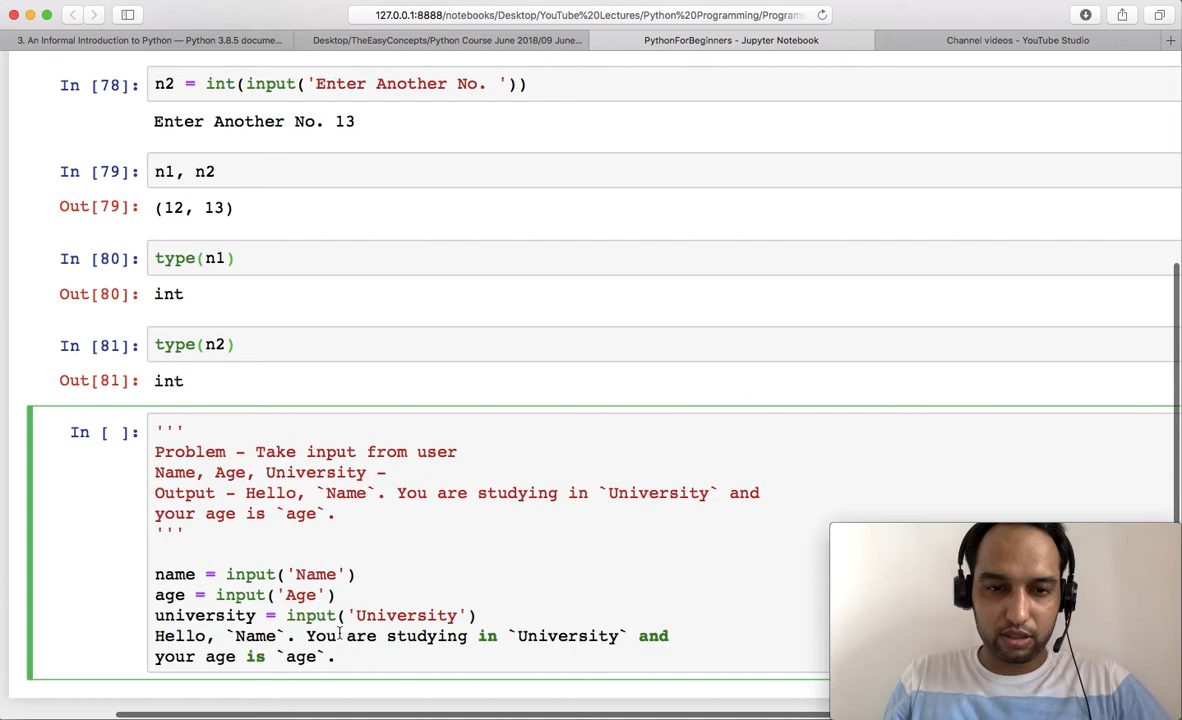 127.0.0.1:8888/notebooks/Desktop/YouTube%20Lectures/Python%20Programming/Program
3. An Informal Introduction to Python — Python 3.8.5 docume...
Desktop/TheEasyConcepts/Python Course June 2018/09 June...
PythonForBeginners - Jupyter Notebook
Channel videos - YouTube Studio
In [78]: n2 = int(input('Enter Another No. '))
Enter Another No. 13
In [79]: n1, n2
Out[79]: (12, 13)
In [80]: type(n1)
Out[80]: int
In [81]: type(n2)
Out[81]: int
In [ ]: '''
Problem - Take input from user
Name, Age, University -
Output - Hello, `Name`. You are studying in `University` and
your age is `age`.
'''
name = input('Name')
age = input('Age')
university = input('University')
Hello, `Name`. You are studying in `University` and
your age is `age`.